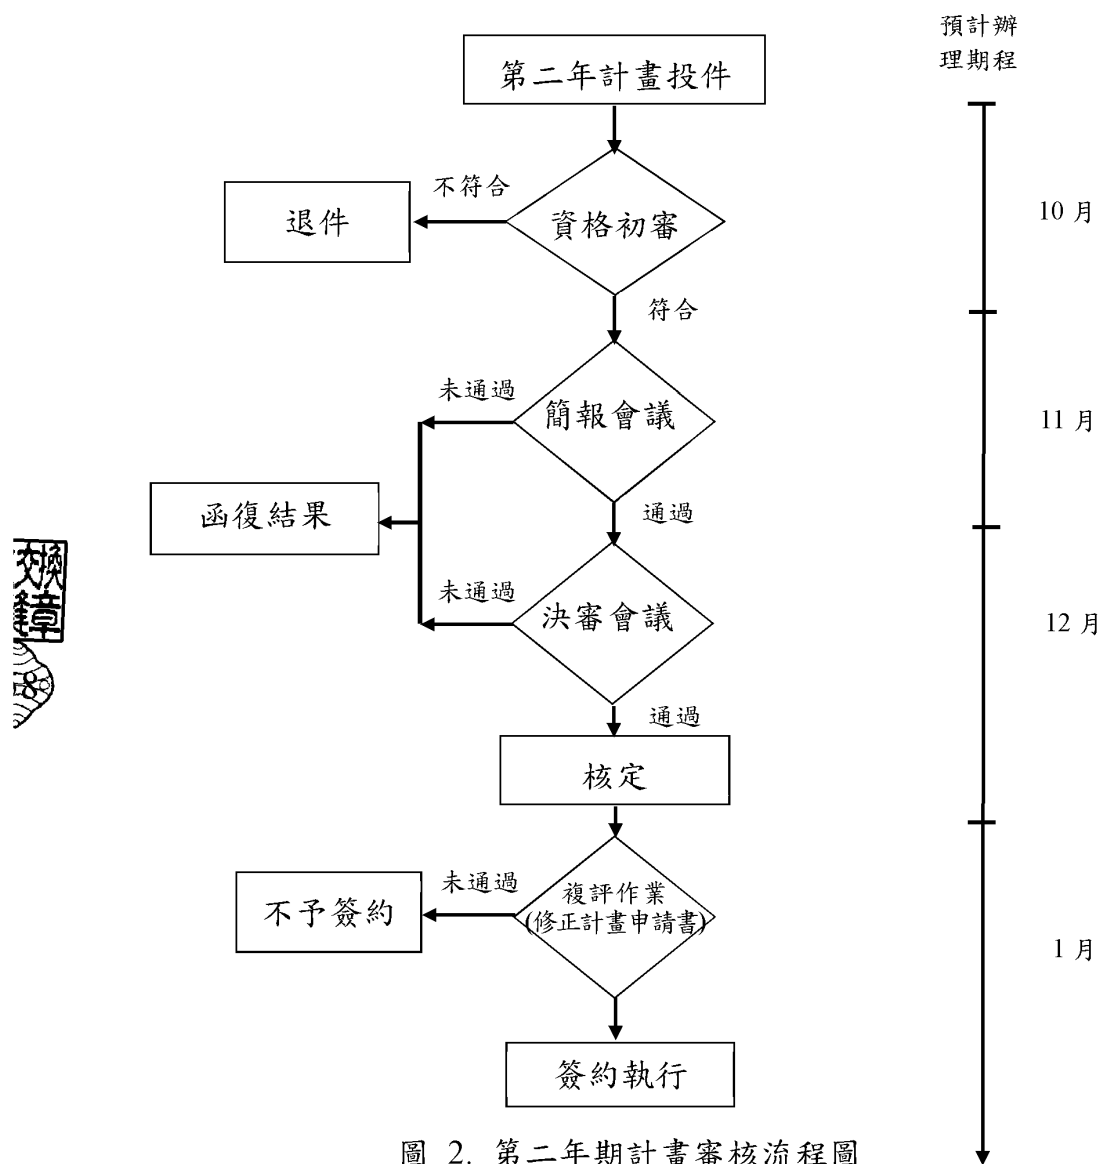 預計辦
理期程
第二年計畫投件
不符合
退件
資格初審
10 月
符合
未通過
簡報會議
11 月
函復結果
通過
未通過
決審會議
12 月
通過
核定
未通過
不予簽約
複評作業
(修正計畫申請書)
1 月
簽約執行
圖 2. 第二年期計畫審核流程圖
交換
章
8